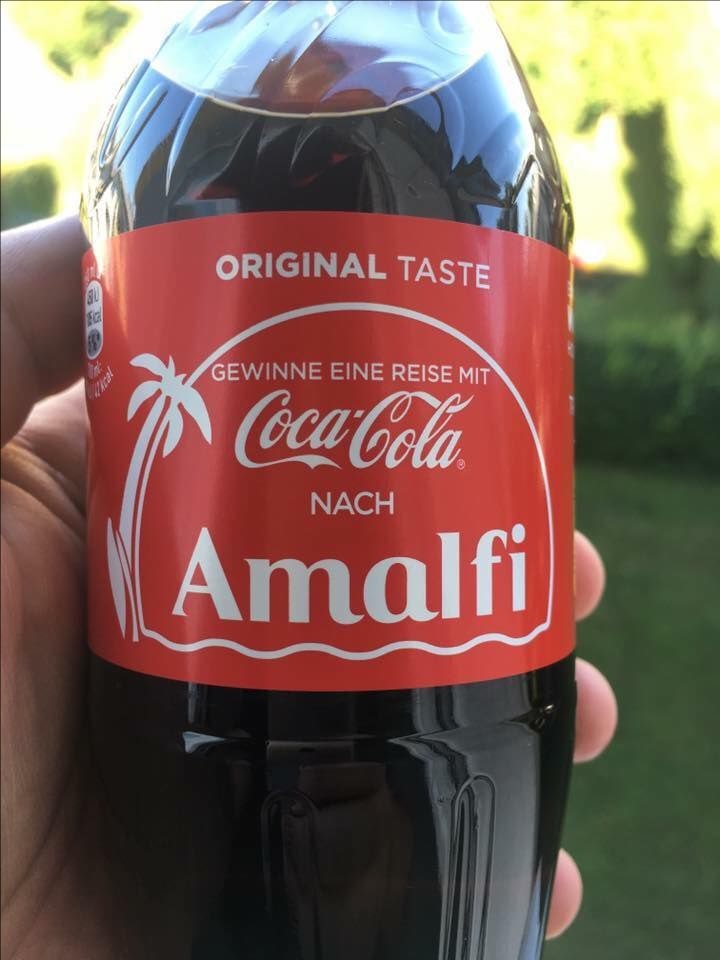 ORIGINAL TASTE
GEWINNE EINE REISE MIT
Coca-Cola
NACH
Amalfi